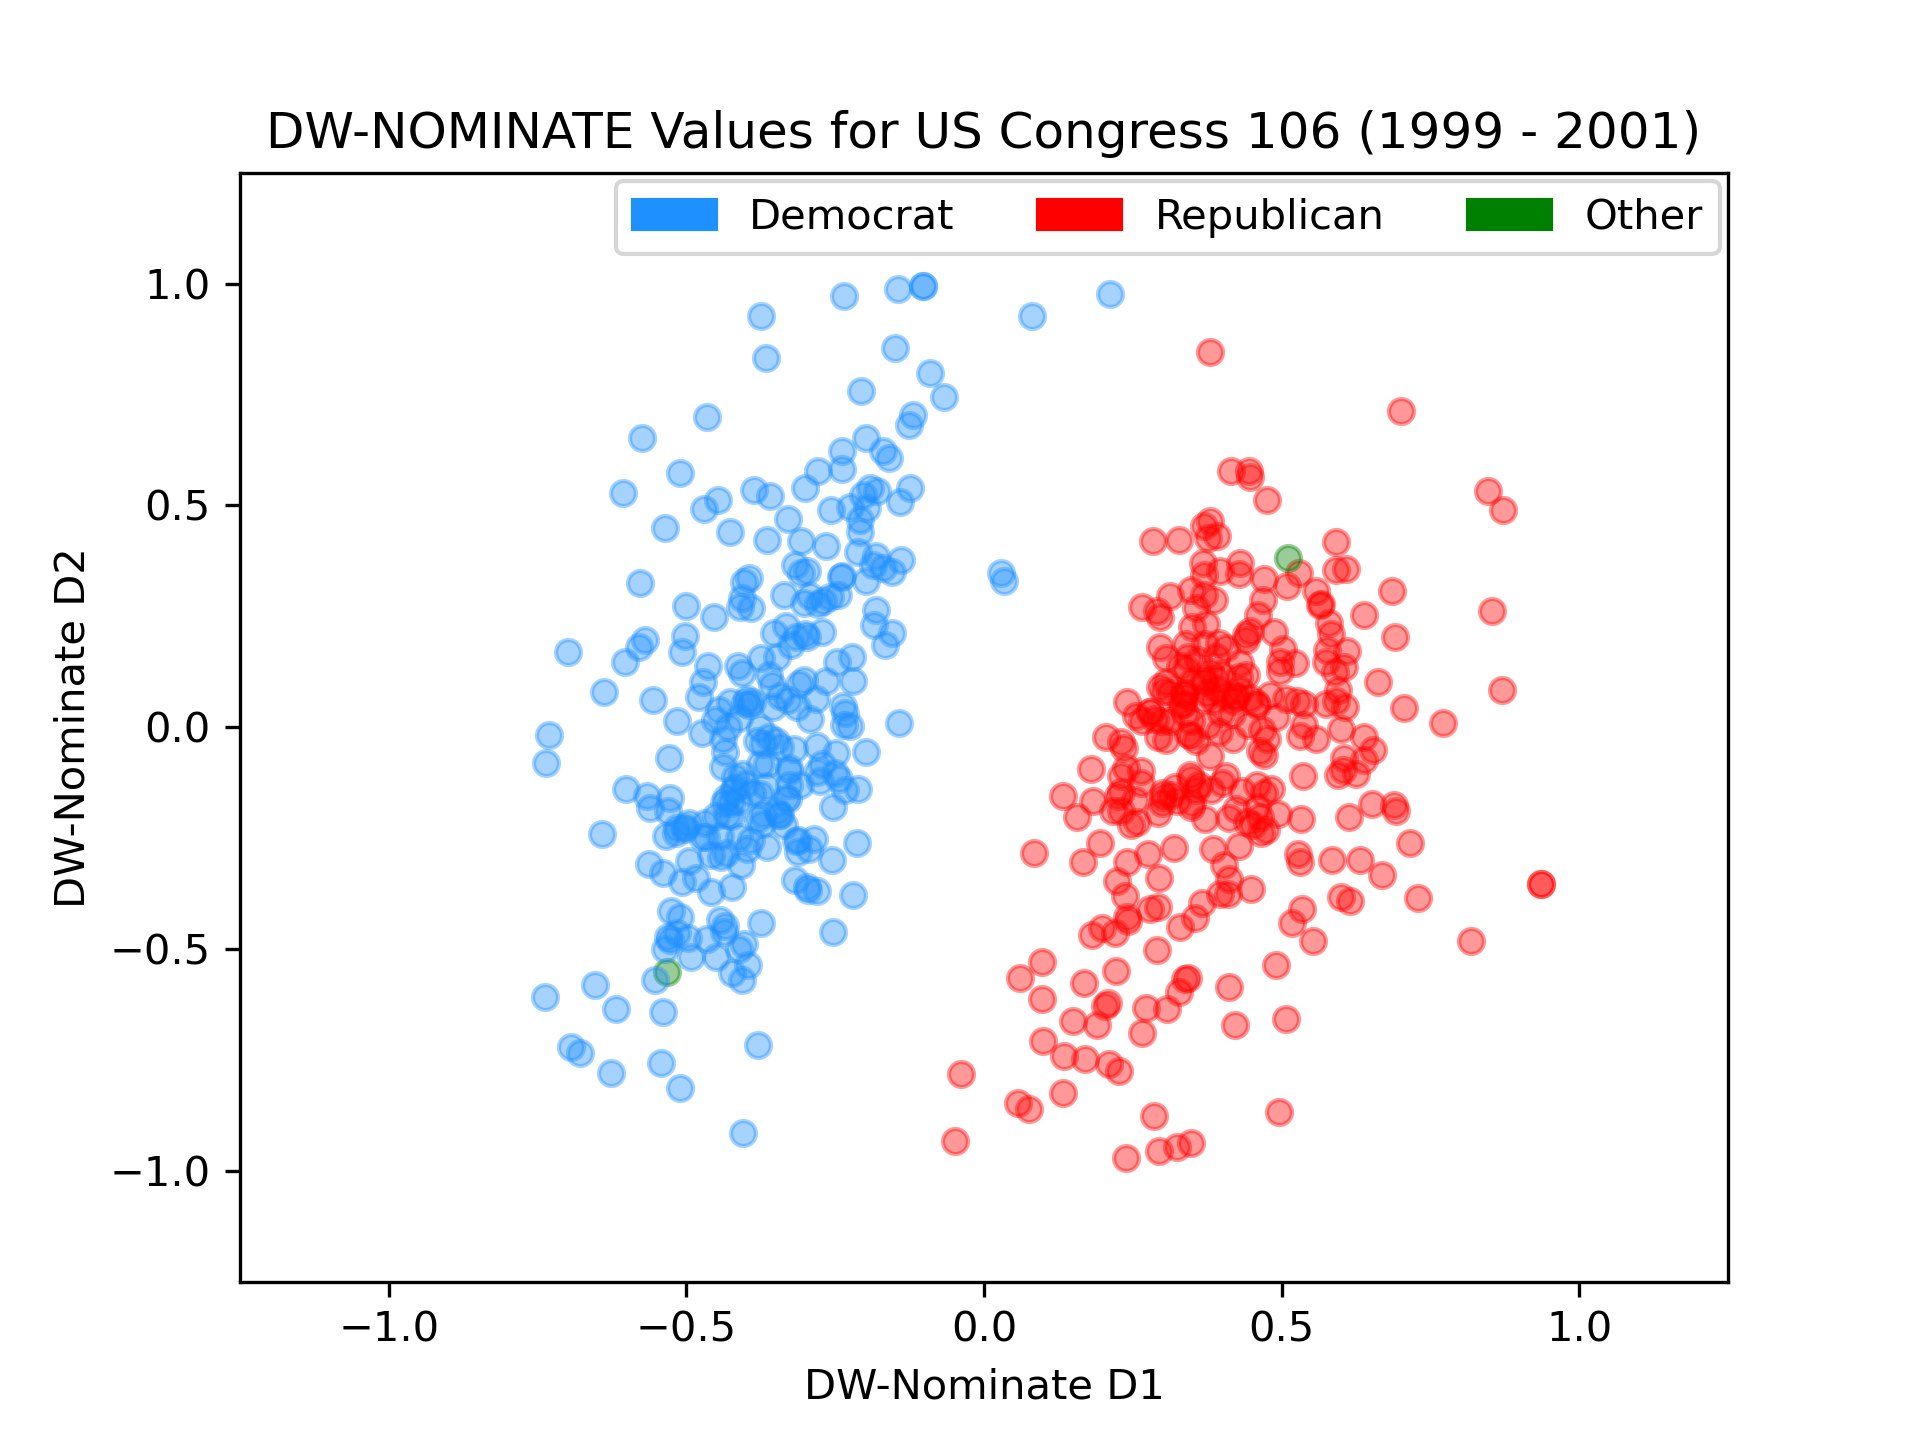 DW-NOMINATE Values for US Congress 106 (1999 - 2001)
Democrat Republican Other
1.0
0.5
0.0
−0.5
−1.0
DW-Nominate D2
−1.0 −0.5 0.0 0.5 1.0
DW-Nominate D1